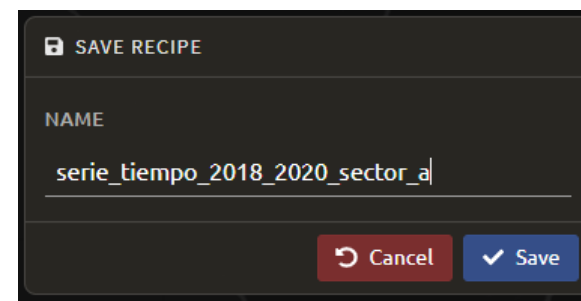 SAVE RECIPE
NAME
serie_tiempo_2018_2020_sector_a
Cancel Save